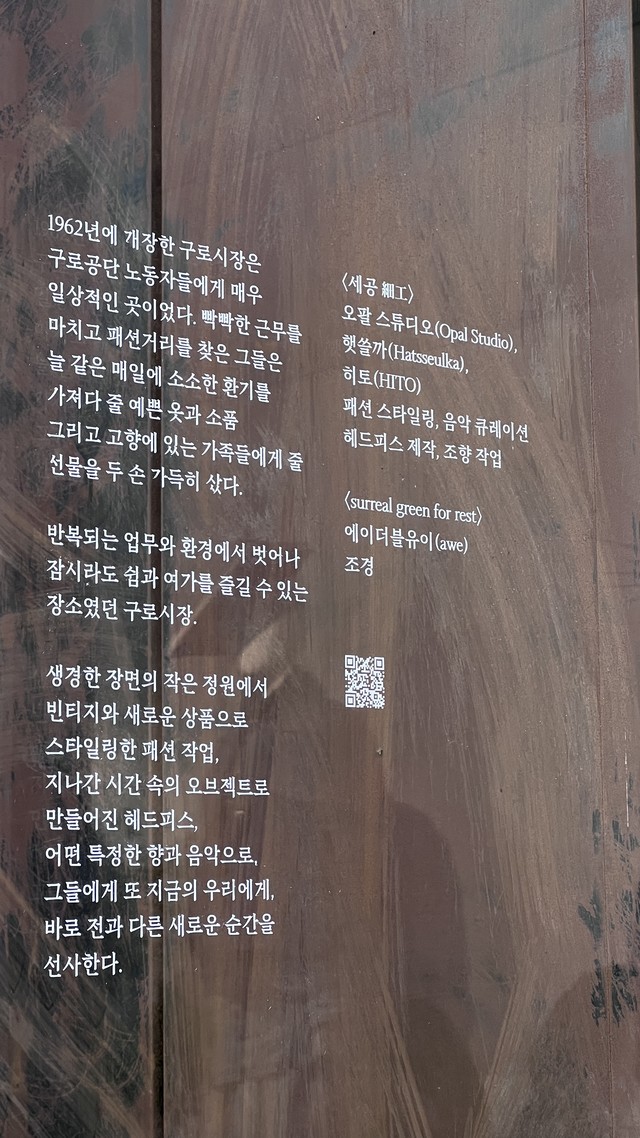 1962년에 개장한 구로시장은
구로공단 노동자들에게 매우
일상적인 곳이었다. 빡빡한 근무를
마치고 패션거리를 찾은 그들은
늘 같은 매일에 소소한 환기를
가져다 줄 예쁜 옷과 소품
그리고 고향에 있는 가족들에게 줄
선물을 두 손 가득히 샀다.
반복되는 업무와 환경에서 벗어나
잠시라도 쉼과 여가를 즐길 수 있는
장소였던 구로시장.
생경한 장면의 작은 정원에서
빈티지와 새로운 상품으로
스타일링한 패션 작업,
지나간 시간 속의 오브젝트로
만들어진 헤드피스,
어떤 특정한 향과 음악으로,
그들에게 또 지금의 우리에게,
바로 전과 다른 새로운 순간을
선사한다.
〈세공 細工〉
오팔 스튜디오(Opal Studio),
햇쓸까(Hatsseulka),
히토(HITO)
패션 스타일링, 음악 큐레이션
헤드피스 제작, 조향 작업
〈surreal green for rest〉
에이더블유이(awe)
조경